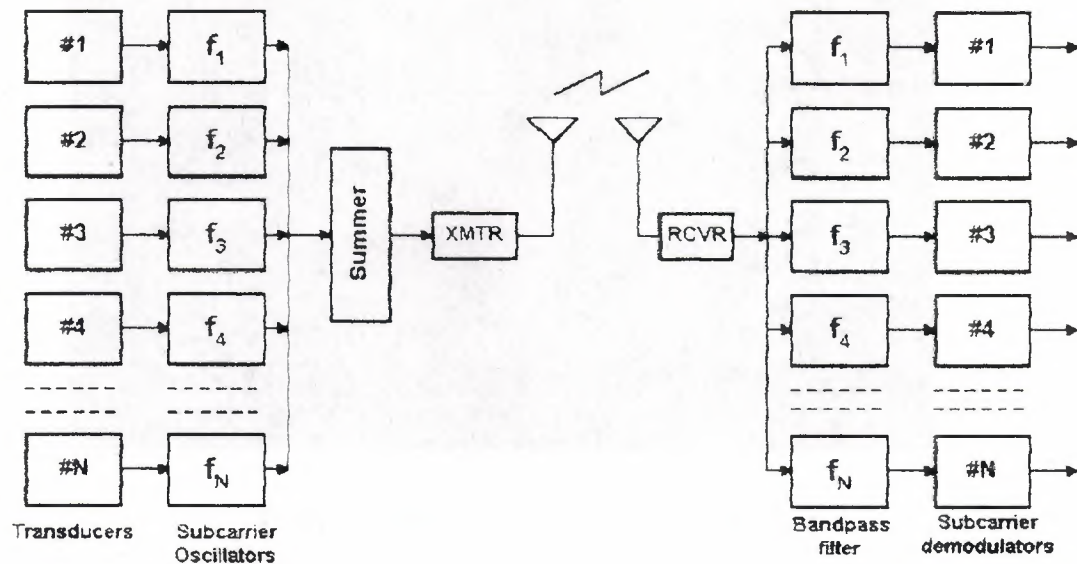 #1 f1 f1 #1
#2 f2 f2 #2
#3 f3 Summer XMTR RCVR f3 #3
#4 f4 f4 #4
#N fN fN #N
Transducers Subcarrier Oscillators Bandpass filter Subcarrier demodulators